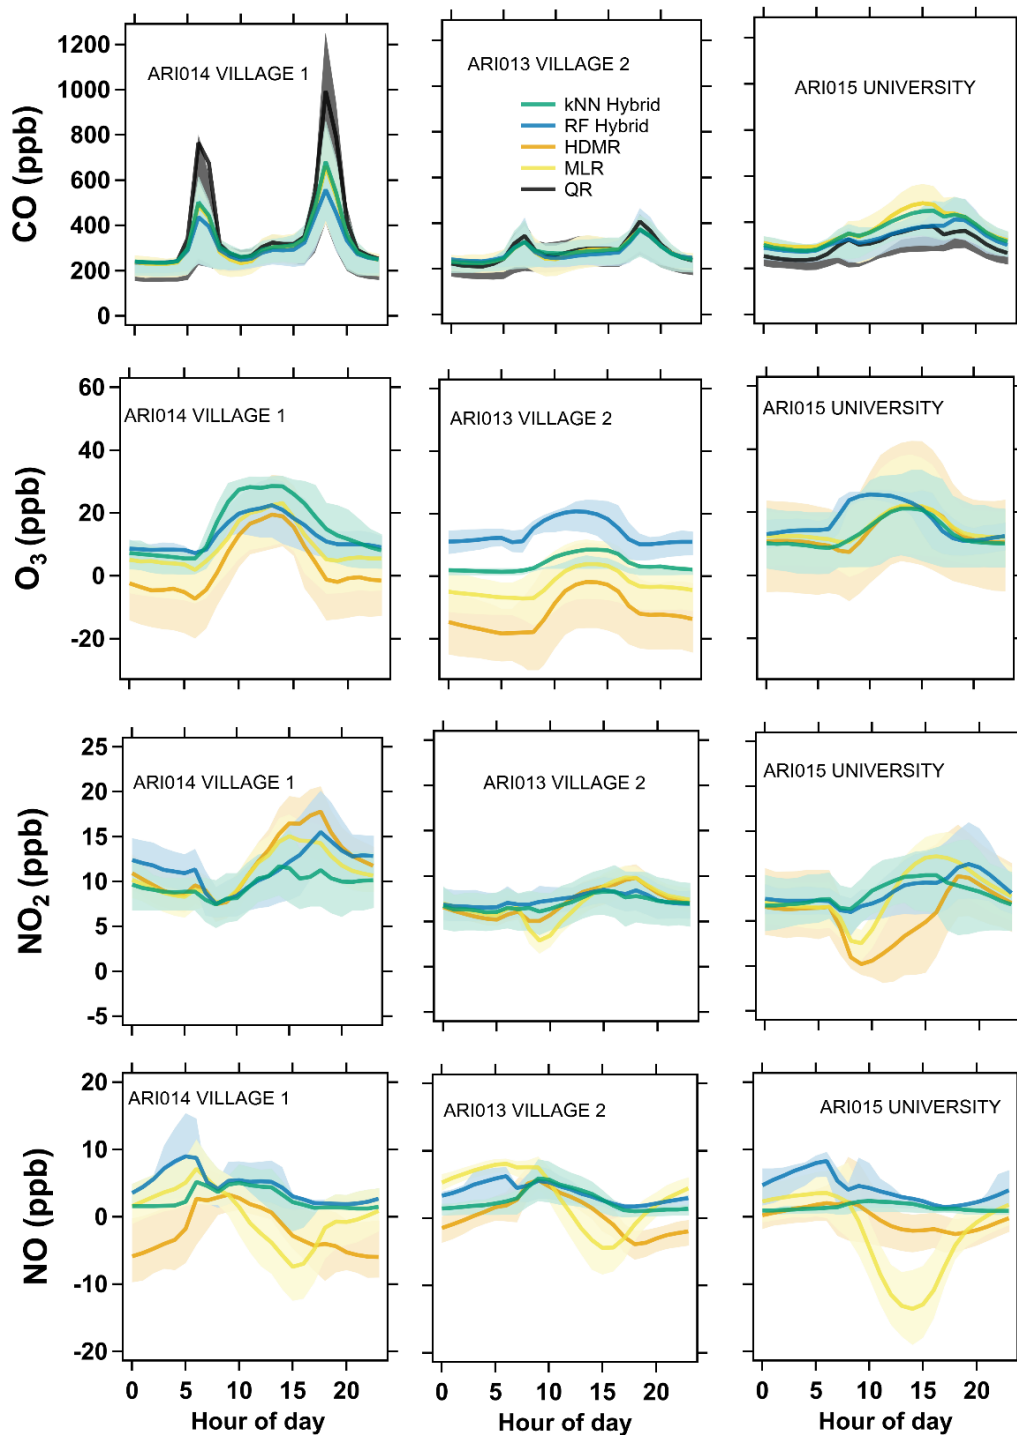 CO (ppb)
1200
1000
800
600
400
200
0
ARI014 VILLAGE 1
ARI013 VILLAGE 2
kNN Hybrid
RF Hybrid
HDMR
MLR
QR
ARI015 UNIVERSITY
O3 (ppb)
60
40
20
0
-20
ARI014 VILLAGE 1
ARI013 VILLAGE 2
ARI015 UNIVERSITY
NO2 (ppb)
25
20
15
10
5
0
-5
ARI014 VILLAGE 1
ARI013 VILLAGE 2
ARI015 UNIVERSITY
NO (ppb)
20
10
0
-10
-20
ARI014 VILLAGE 1
ARI013 VILLAGE 2
ARI015 UNIVERSITY
0 5 10 15 20
0 5 10 15 20
0 5 10 15 20
Hour of day
Hour of day
Hour of day